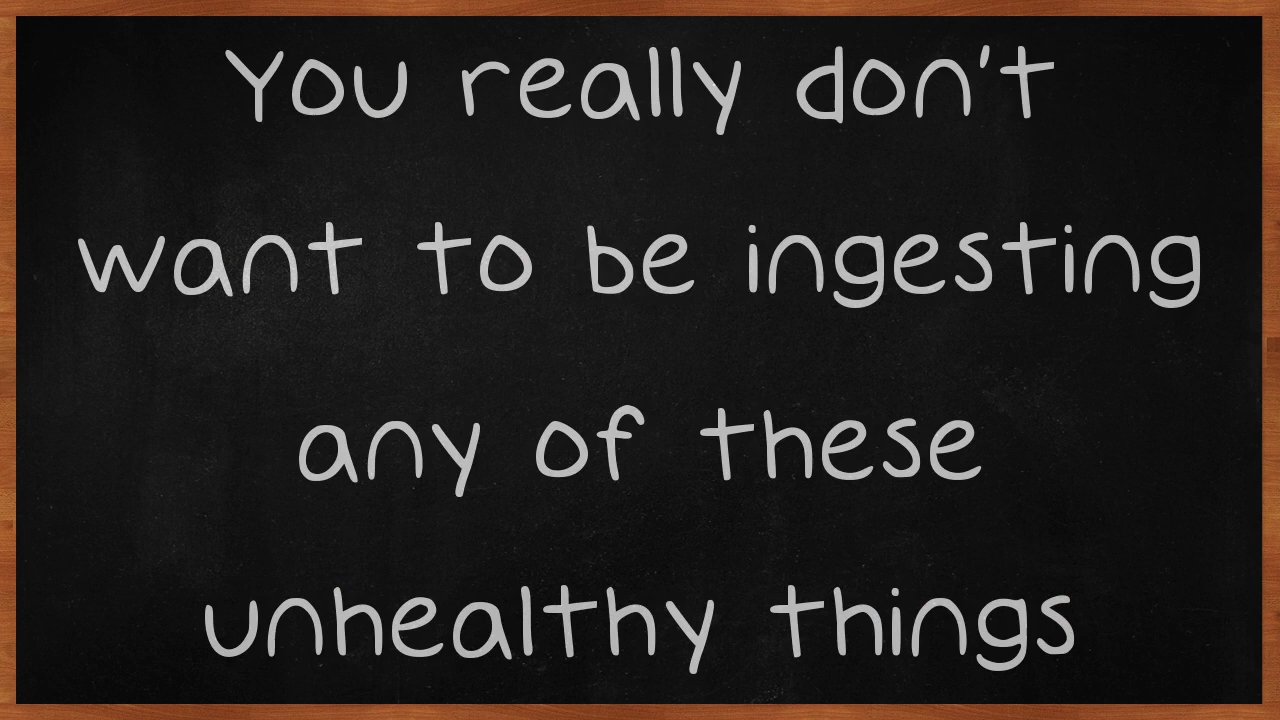 You really don't
want to be ingesting
any of these
unhealthy things